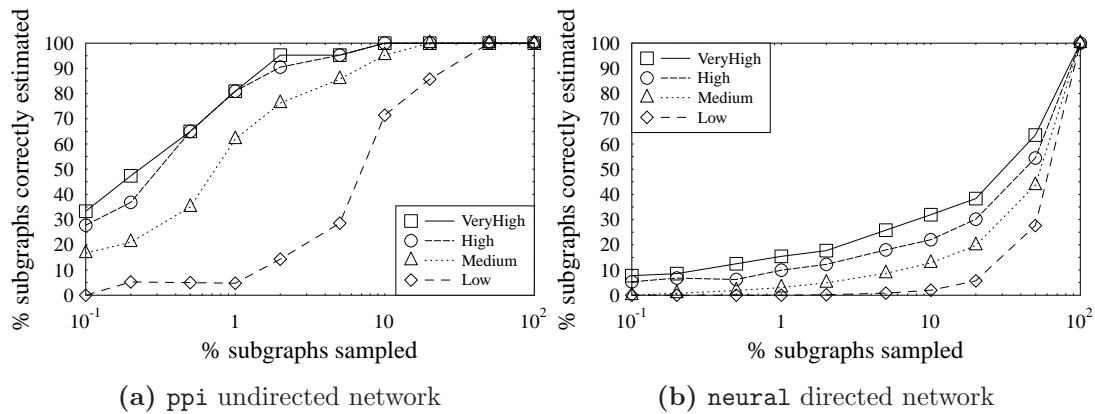 % subgraphs correctly estimated
100
90
80
70
60
50
40
30
20
10
0
10^-1 1 10 10^2
% subgraphs sampled
VeryHigh
High
Medium
Low
(a) ppi undirected network
% subgraphs correctly estimated
100
90
80
70
60
50
40
30
20
10
0
10^-1 1 10 10^2
% subgraphs sampled
VeryHigh
High
Medium
Low
(b) neural directed network